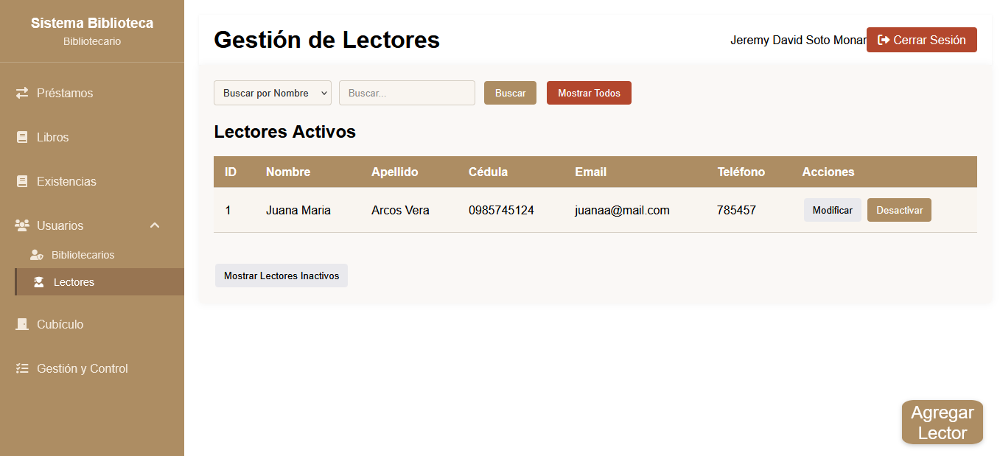 Sistema Biblioteca
Bibliotecario
Préstamos
Libros
Existencias
Usuarios
Bibliotecarios
Lectores
Cubículo
Gestión y Control
Gestión de Lectores
Jeremy David Soto Monar Cerrar Sesión
Buscar por Nombre Buscar... Buscar Mostrar Todos
Lectores Activos
ID Nombre Apellido Cédula Email Teléfono Acciones
1 Juana Maria Arcos Vera 0985745124 juanaa@mail.com 785457 Modificar Desactivar
Mostrar Lectores Inactivos
Agregar
Lector